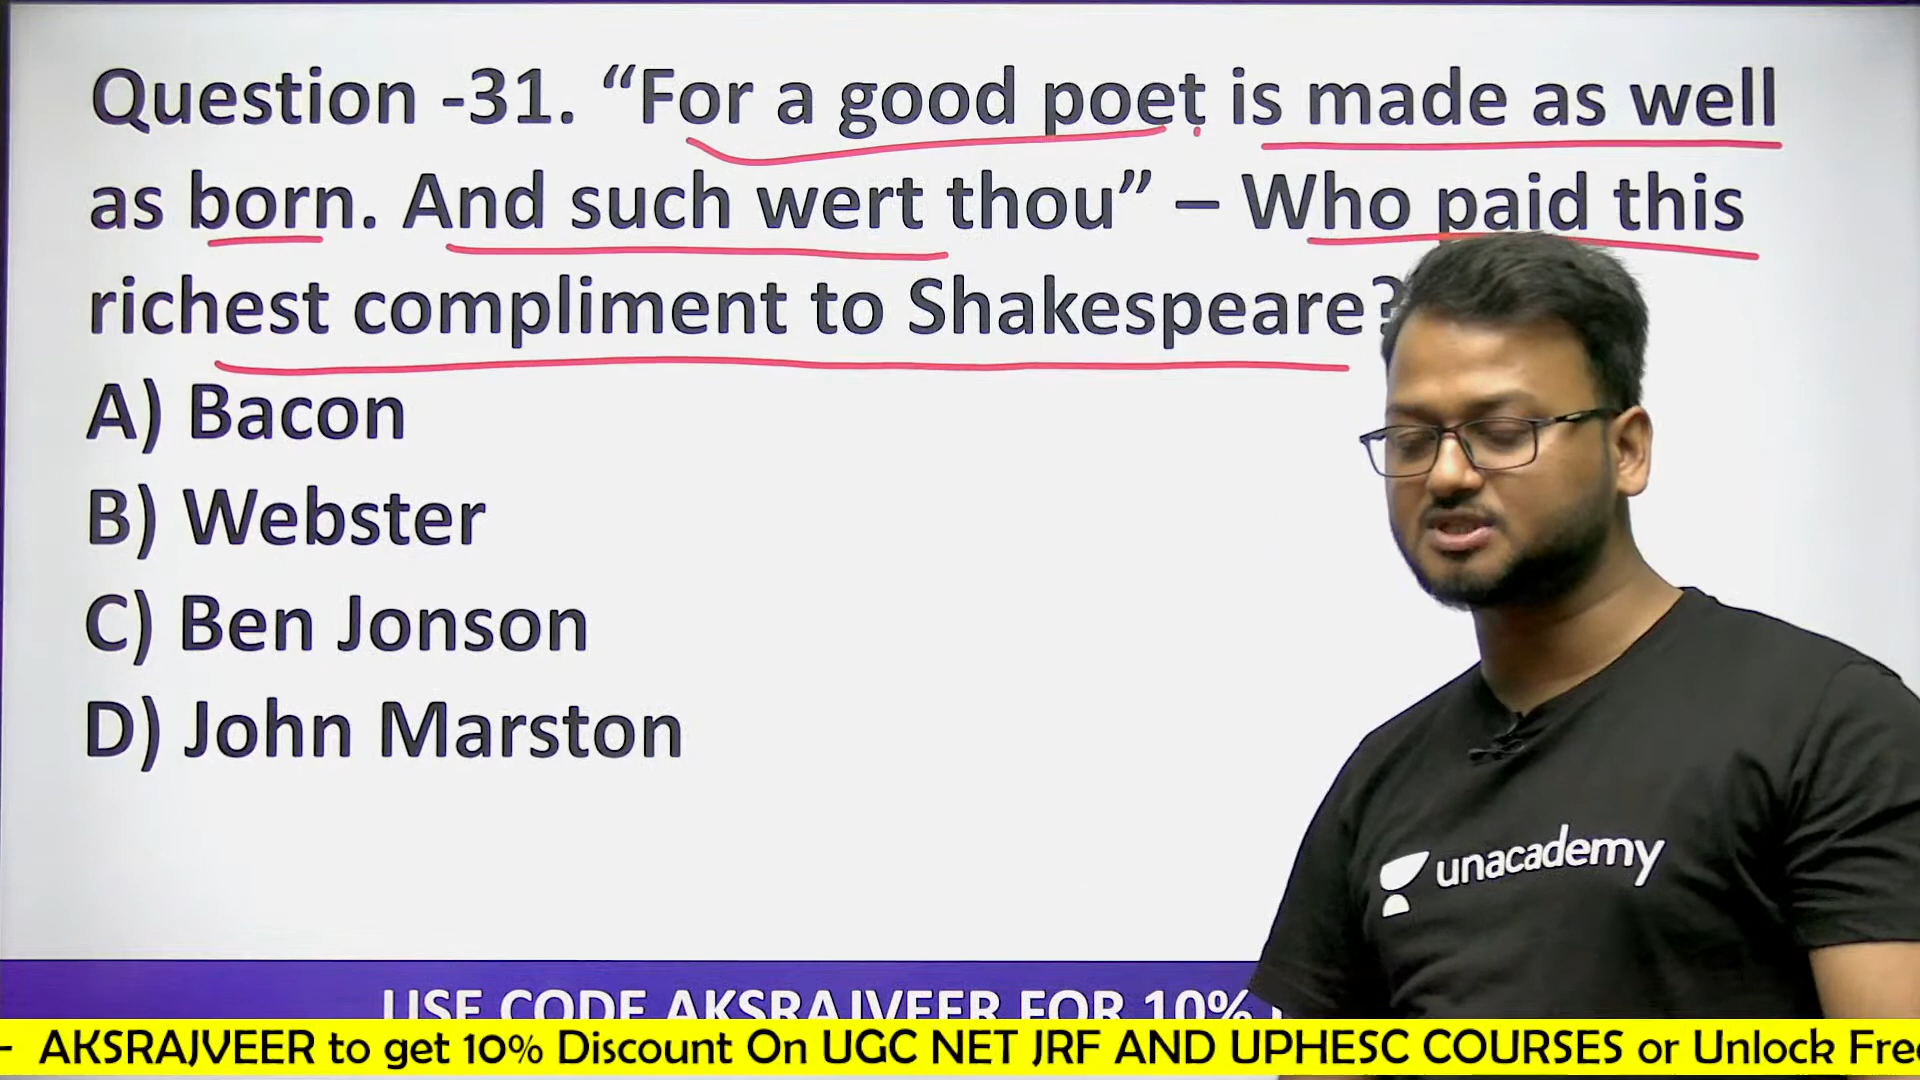 Question -31. “For a good poet is made as well
as born. And such wert thou” – Who paid this
richest compliment to Shakespeare?
A) Bacon
B) Webster
C) Ben Jonson
D) John Marston
unacademy
USE CODE AKSRAJVEER FOR 10%
- AKSRAJVEER to get 10% Discount On UGC NET JRF AND UPHESC COURSES or Unlock Free